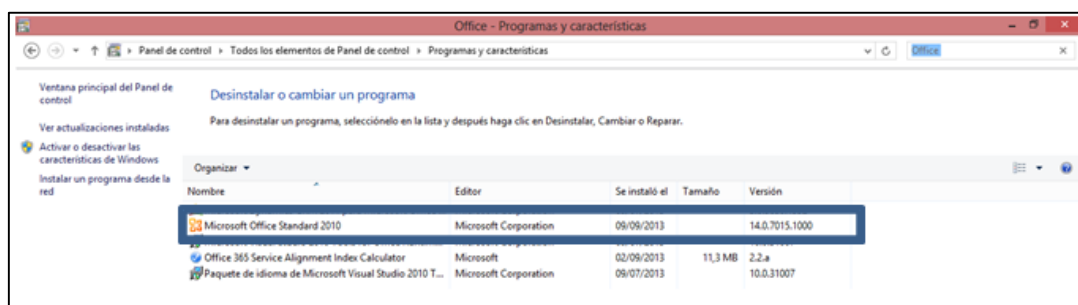 Office - Programas y características
Panel de control ▸ Todos los elementos de Panel de control ▸ Programas y características
Office
Ventana principal del Panel de control
Ver actualizaciones instaladas
Activar o desactivar las características de Windows
Instalar un programa desde la red
Desinstalar o cambiar un programa
Para desinstalar un programa, selecciónelo en la lista y después haga clic en Desinstalar, Cambiar o Reparar.
Organizar
Nombre Editor Se instaló el Tamaño Versión
Microsoft Office Standard 2010 Microsoft Corporation 09/09/2013 14.0.7015.1000
Office 365 Service Alignment Index Calculator Microsoft 02/09/2013 11,3 MB 2.2.a
Paquete de idioma de Microsoft Visual Studio 2010 T... Microsoft Corporation 09/07/2013 10.0.31007